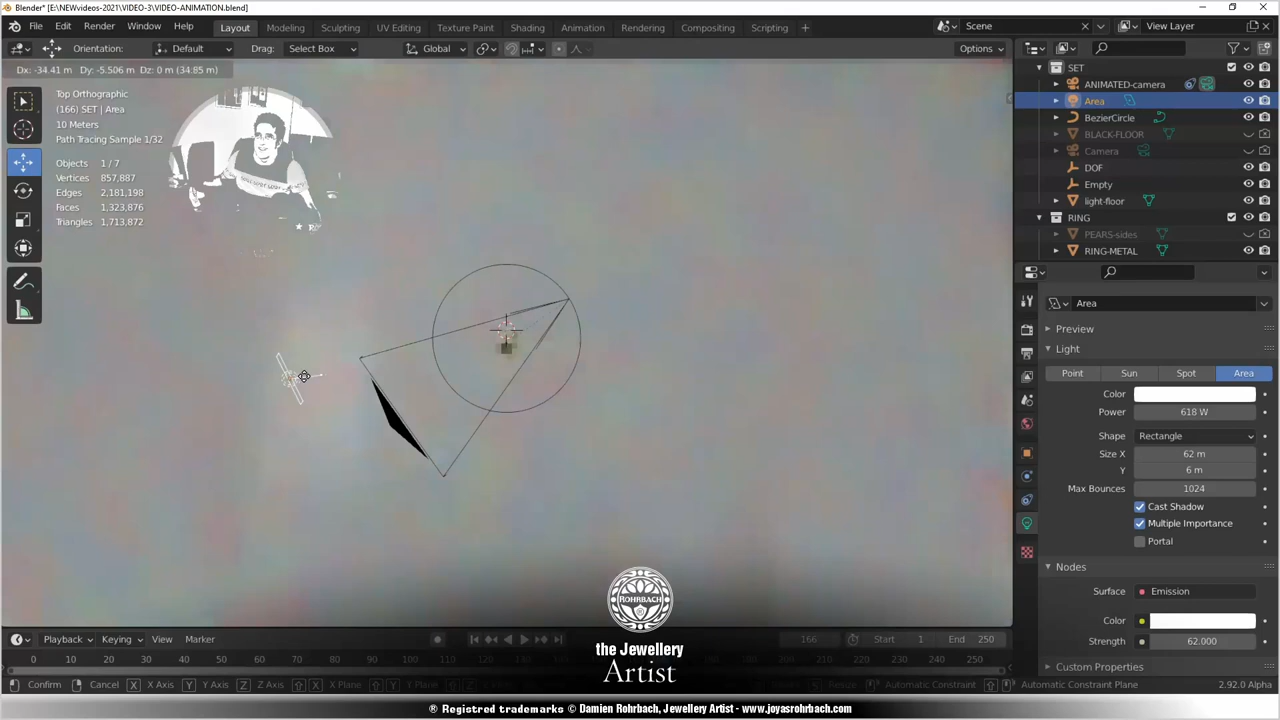 Blender* [E:\NEWvideos-2021\VIDEO-3\VIDEO-ANIMATION.blend]
File Edit Render Window Help Layout Modeling Sculpting UV Editing Texture Paint Shading Animation Rendering Compositing Scripting + Scene View Layer
Orientation: Default Drag: Select Box Global Options
Dx: -34.41 m Dy: -5.506 m Dz: 0 m (34.85 m)
Top Orthographic
(166) SET | Area
10 Meters
Path Tracing Sample 1/32
Objects 1 / 7
Vertices 857,887
Edges 2,181,198
Faces 1,323,876
Triangles 1,713,872
SET
ANIMATED-camera
Area
BezierCircle
BLACK-FLOOR
Camera
DOF
Empty
light-floor
RING
PEARS-sides
RING-METAL
Area
Preview
Light
Point Sun Spot Area
Color
Power 618 W
Shape Rectangle
Size X 62 m
Y 6 m
Max Bounces 1024
Cast Shadow
Multiple Importance
Portal
Nodes
Surface Emission
Color
Strength 62.000
Custom Properties
ROHRBACH
the Jewellery
Artist
Playback Keying View Marker 166 Start 1 End 250
0 10 20 30 40 50 60 70 80 90 100 110 120 130 140 150 160 170 180 190 200 210 220 230 240 250
Confirm Cancel X X Axis Y Y Axis Z Z Axis X X Plane Y Y Plane Automatic Constraint Automatic Constraint Plane 2.92.0 Alpha
® Registered trademarks © Damien Rohrbach, Jewellery Artist - www.joyasrohrbach.com